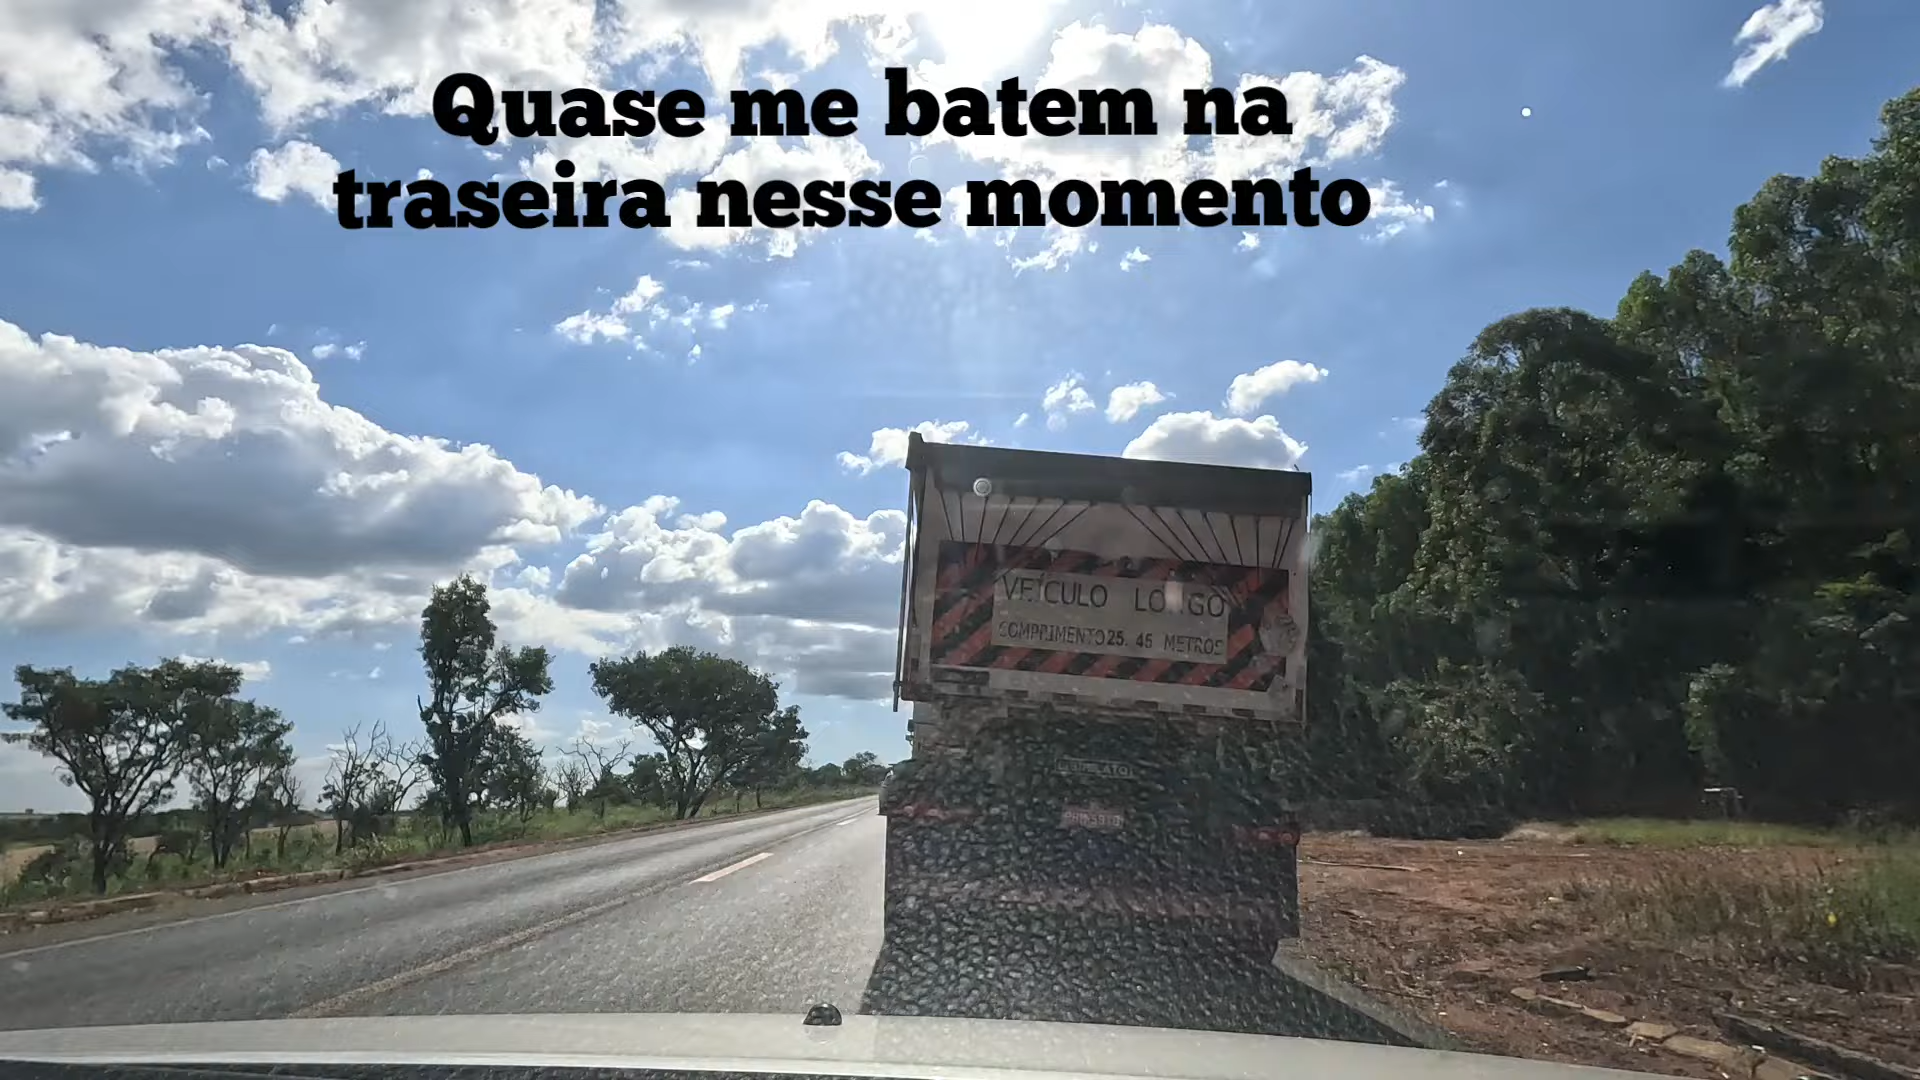 Quase me batem na
traseira nesse momento
VEÍCULO LONGO
COMPRIMENTO 25.45 METROS